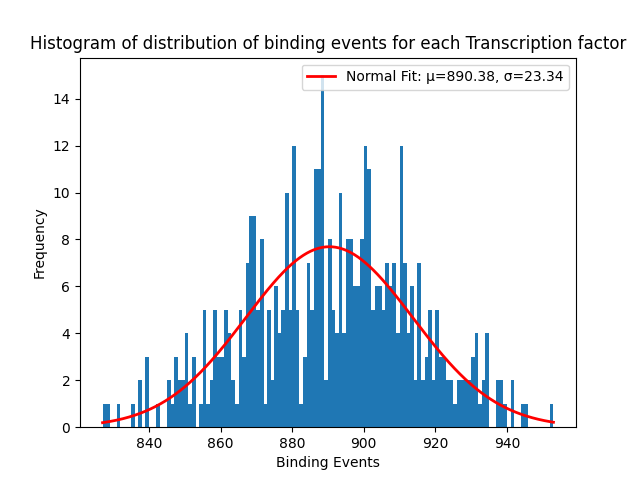 Histogram of distribution of binding events for each Transcription factor
Normal Fit: μ=890.38, σ=23.34
14
12
10
8
6
4
2
0
Frequency
840 860 880 900 920 940
Binding Events